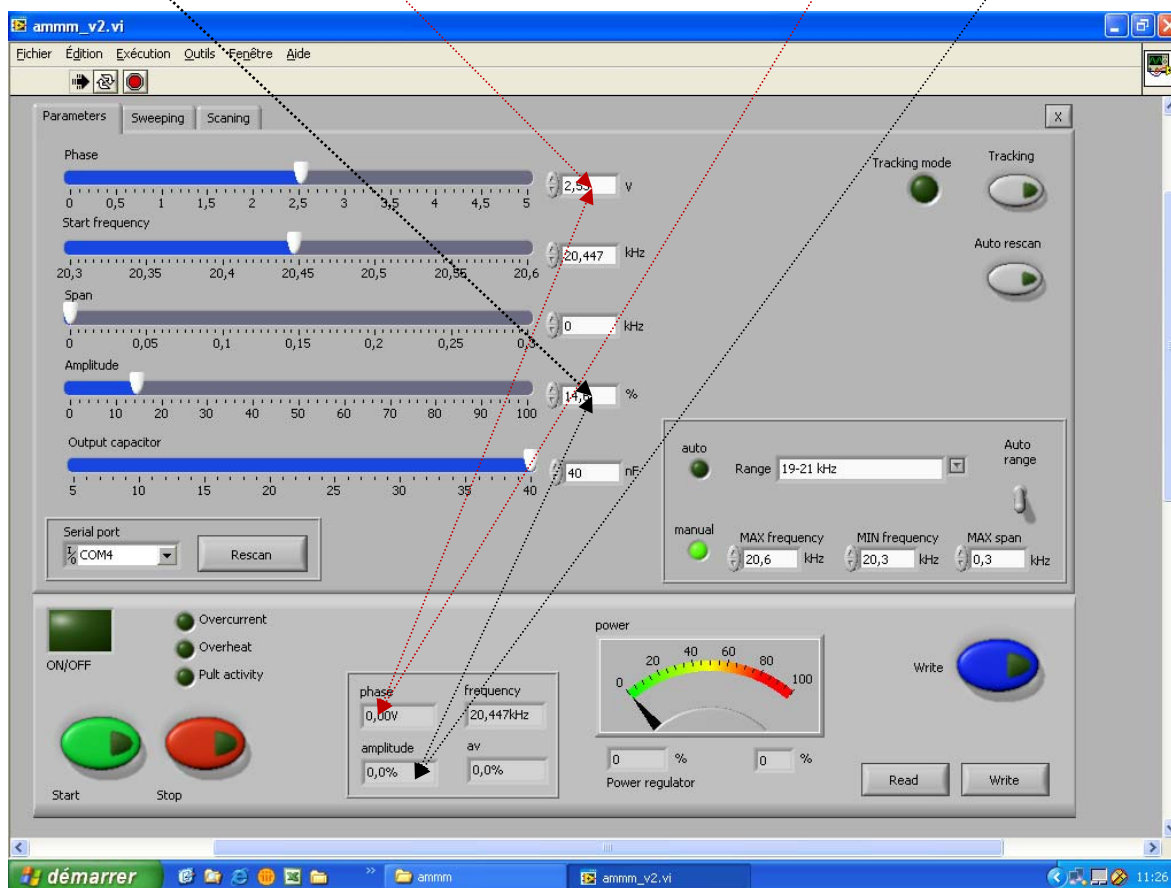 ammm_v2.vi
Fichier Édition Exécution Outils Fenêtre Aide
Parameters Sweeping Scaning X
Phase
0 0,5 1 1,5 2 2,5 3 3,5 4 4,5 5
V
Tracking mode Tracking
Start frequency
20,3 20,35 20,4 20,45 20,5 20,55 20,6
20,447 kHz
Auto rescan
Span
0 0,05 0,1 0,15 0,2 0,25 0,3
0 kHz
Amplitude
0 10 20 30 40 50 60 70 80 90 100
%
Output capacitor
5 10 15 20 25 30 35 40
40 nF
auto Range 19-21 kHz Auto range
manual
MAX frequency MIN frequency MAX span
20,6 kHz 20,3 kHz 0,3 kHz
Serial port
COM4 Rescan
ON/OFF
Overcurrent
Overheat
Pult activity
Start Stop
phase frequency
0,00V 20,447kHz
amplitude av
0,0% 0,0%
power
0 20 40 60 80 100
0 % 0 %
Power regulator
Write
Read Write
démarrer ammm ammm_v2.vi 11:26